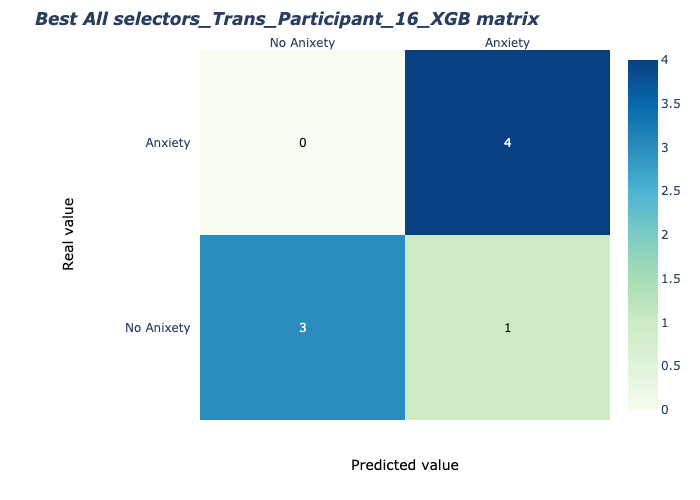 Best All selectors_Trans_Participant_16_XGB matrix
No Anixety
Anxiety
Anxiety
0
4
No Anixety
3
1
Real value
Predicted value
4
3.5
3
2.5
2
1.5
1
0.5
0